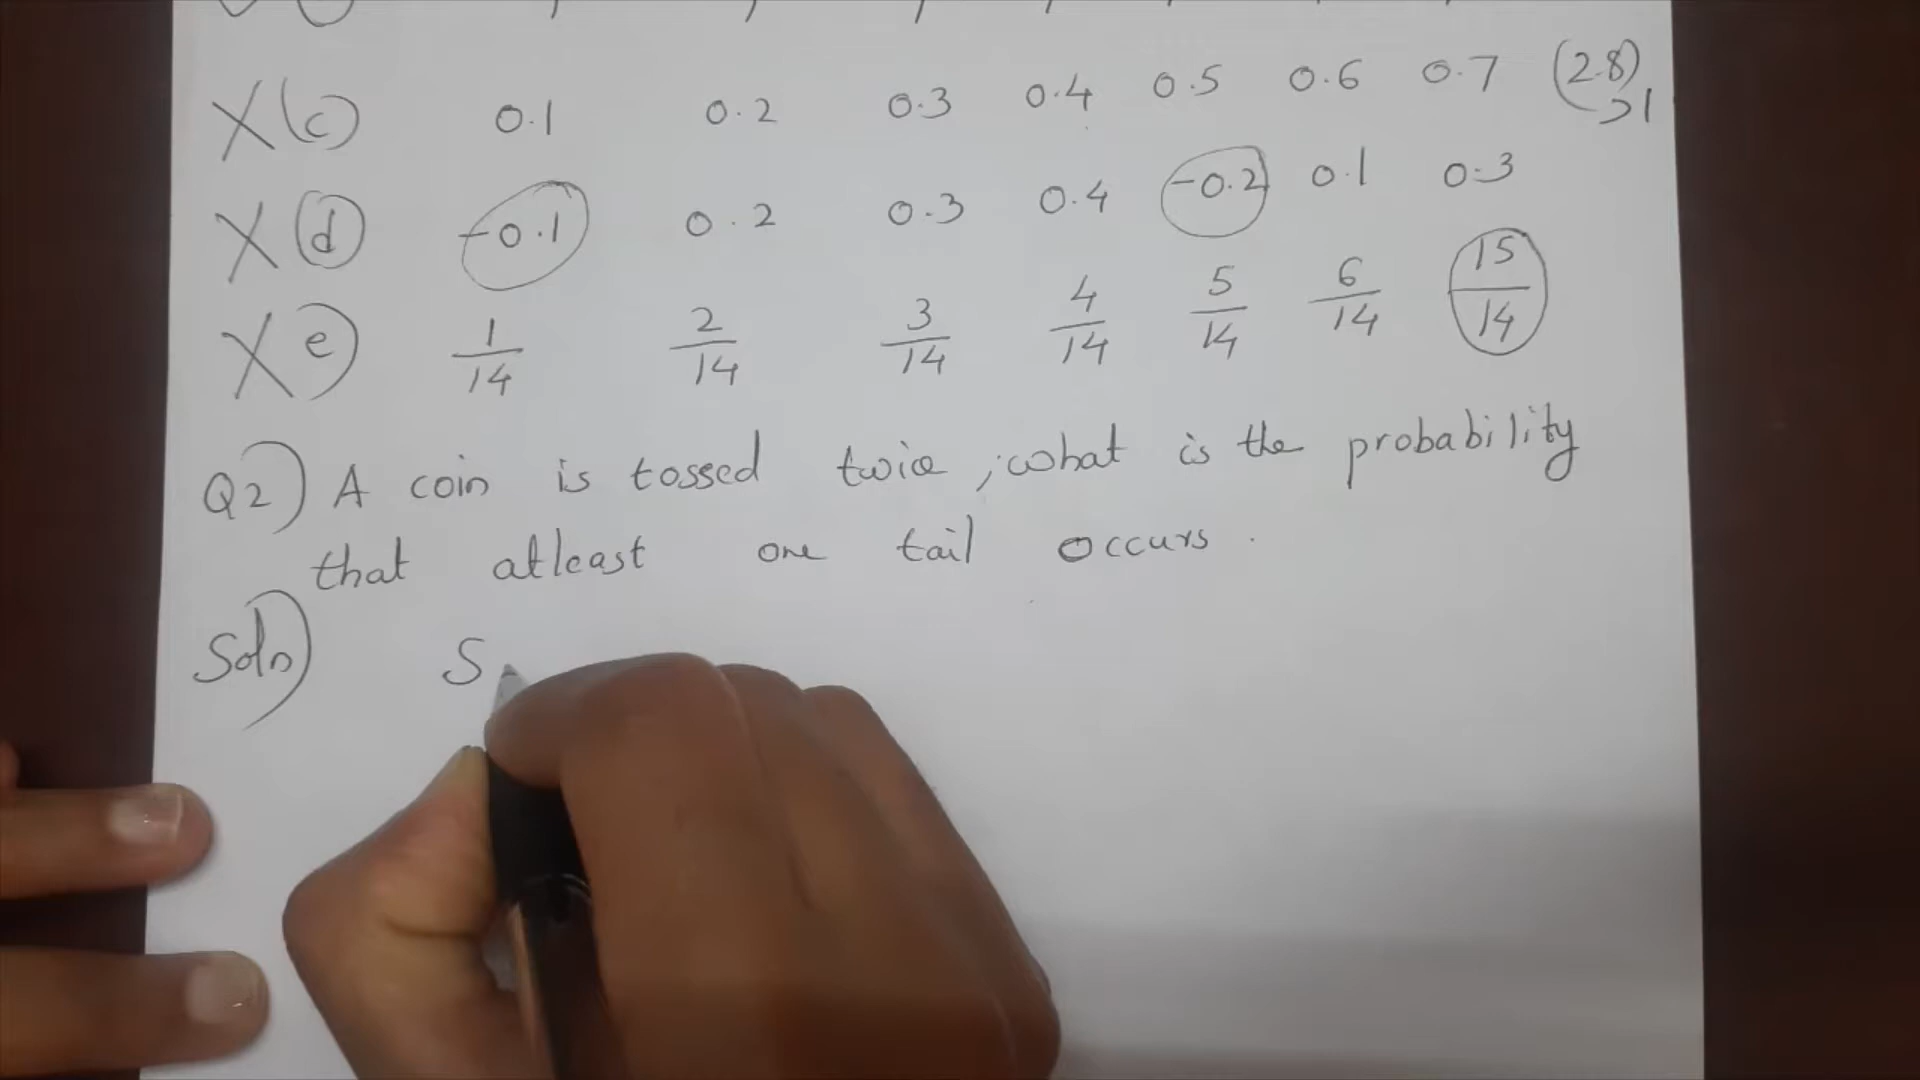 X (c) 0.1 0.2 0.3 0.4 0.5 0.6 0.7 (2.8) >1
X (d) -0.1 0.2 0.3 0.4 -0.2 0.1 0.3
X (e) 1/14 2/14 3/14 4/14 5/14 6/14 15/14
Q2) A coin is tossed twice, what is the probability
that atleast one tail occurs.
Soln) S